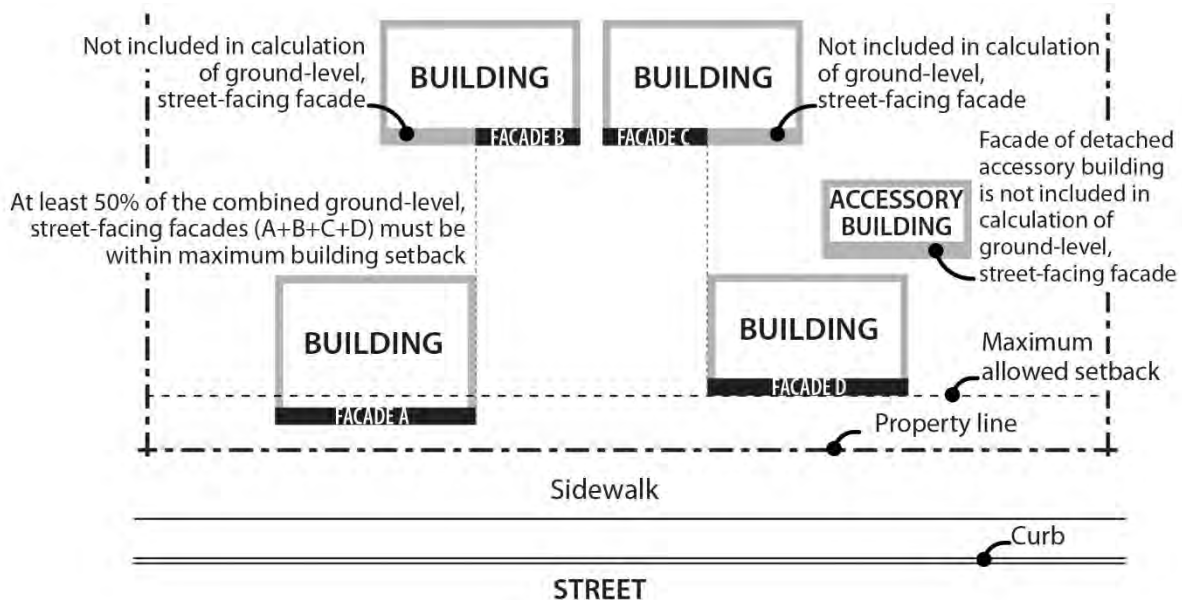 Not included in calculation
of ground-level,
street-facing facade
BUILDING
FACADE B
BUILDING
FACADE C
Not included in calculation
of ground-level,
street-facing facade
At least 50% of the combined ground-level,
street-facing facades (A+B+C+D) must be
within maximum building setback
ACCESSORY
BUILDING
Facade of detached
accessory building
is not included in
calculation of
ground-level,
street-facing facade
BUILDING
FACADE A
BUILDING
FACADE D
Maximum
allowed setback
Property line
Sidewalk
Curb
STREET